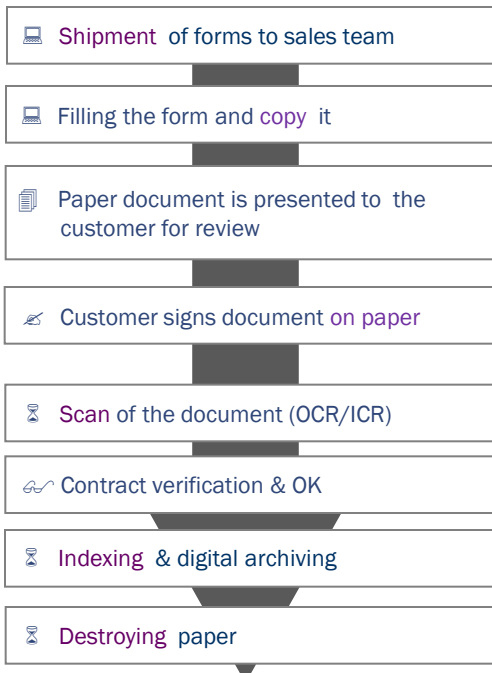 Shipment of forms to sales team
Filling the form and copy it
Paper document is presented to the
customer for review
Customer signs document on paper
Scan of the document (OCR/ICR)
Contract verification & OK
Indexing & digital archiving
Destroying paper